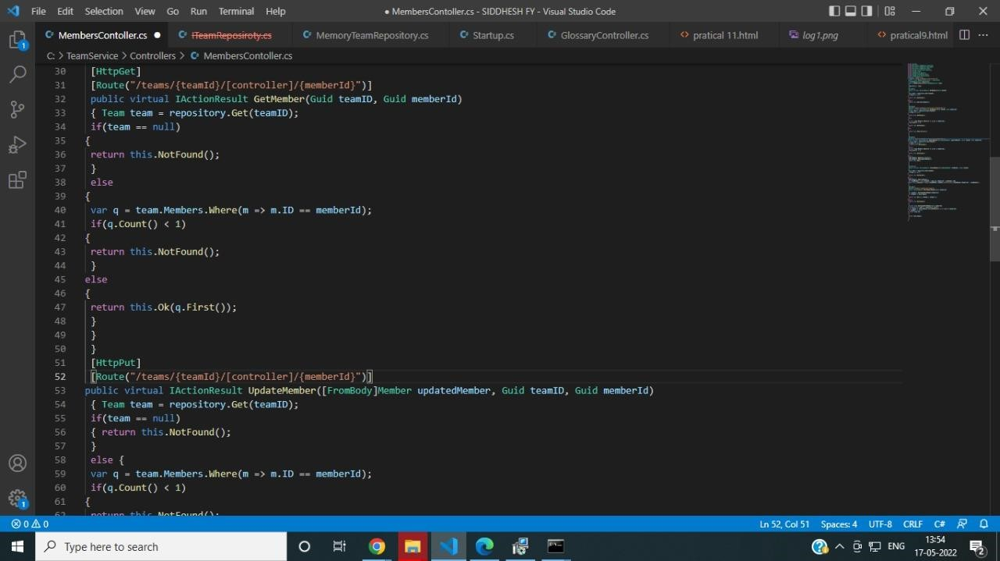 File Edit Selection View Go Run Terminal Help ● MembersContoller.cs - SIDDHESH FY - Visual Studio Code
MembersContoller.cs ● ITeamReposiroty.cs MemoryTeamRepository.cs Startup.cs GlossaryController.cs pratical 11.html log1.png pratical9.html
C: > TeamService > Controllers > MembersContoller.cs
30 [HttpGet]
31 [Route("/teams/{teamId}/[controller]/{memberId}")]
32 public virtual IActionResult GetMember(Guid teamID, Guid memberId)
33 { Team team = repository.Get(teamID);
34 if(team == null)
35 {
36 return this.NotFound();
37 }
38 else
39 {
40 var q = team.Members.Where(m => m.ID == memberId);
41 if(q.Count() < 1)
42 {
43 return this.NotFound();
44 }
45 else
46 {
47 return this.Ok(q.First());
48 }
49 }
50 }
51 [HttpPut]
52 [Route("/teams/{teamId}/[controller]/{memberId}")]
53 public virtual IActionResult UpdateMember([FromBody]Member updatedMember, Guid teamID, Guid memberId)
54 { Team team = repository.Get(teamID);
55 if(team == null)
56 { return this.NotFound();
57 }
58 else {
59 var q = team.Members.Where(m => m.ID == memberId);
60 if(q.Count() < 1)
61 {
62 return this.NotFound();
0 0 Ln 52, Col 51 Spaces: 4 UTF-8 CRLF C#
Type here to search ENG 13:54
17-05-2022 2